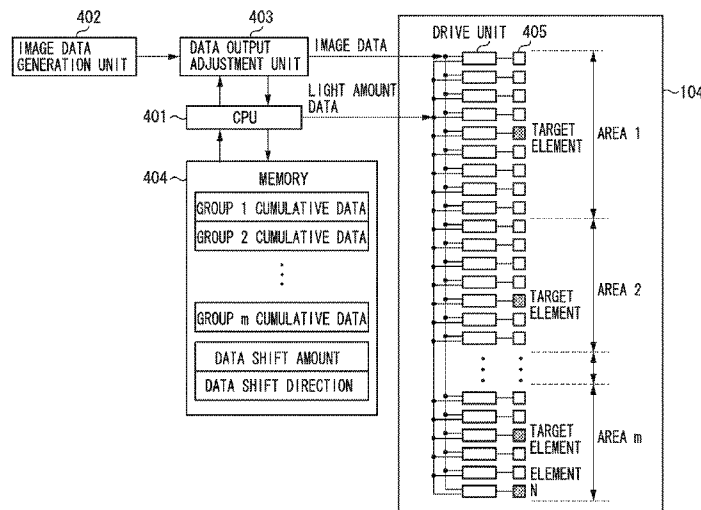 402
IMAGE DATA
GENERATION UNIT
403
DATA OUTPUT
ADJUSTMENT UNIT
IMAGE DATA
LIGHT AMOUNT
DATA
401
CPU
404
MEMORY
GROUP 1 CUMULATIVE DATA
GROUP 2 CUMULATIVE DATA
GROUP m CUMULATIVE DATA
DATA SHIFT AMOUNT
DATA SHIFT DIRECTION
DRIVE UNIT
405
104
TARGET
ELEMENT
AREA 1
TARGET
ELEMENT
AREA 2
TARGET
ELEMENT
AREA m
ELEMENT
N